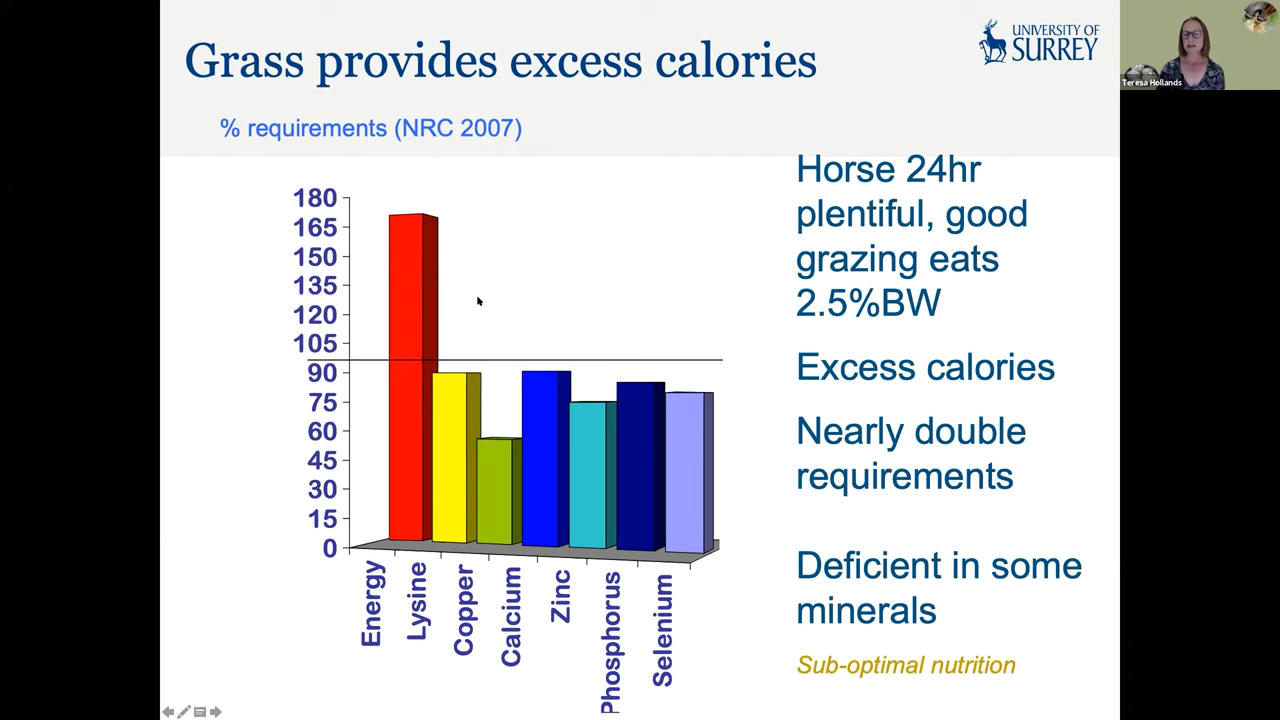 Grass provides excess calories
UNIVERSITY OF
SURREY
Teresa Hollands
% requirements (NRC 2007)
180
165
150
135
120
105
90
75
60
45
30
15
0
Energy
Lysine
Copper
Calcium
Zinc
Phosphorus
Selenium
Horse 24hr
plentiful, good
grazing eats
2.5%BW
Excess calories
Nearly double
requirements
Deficient in some
minerals
Sub-optimal nutrition